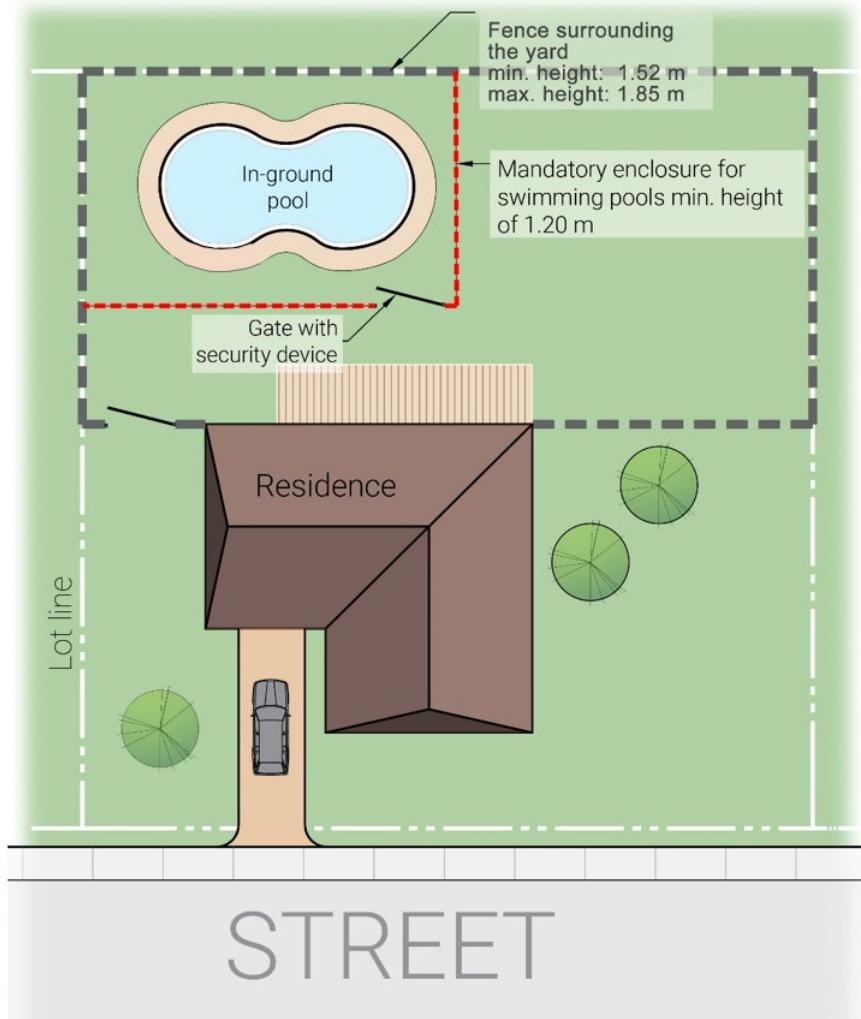 Fence surrounding
the yard
min. height: 1.52 m
max. height: 1.85 m
In-ground
pool
Mandatory enclosure for
swimming pools min. height
of 1.20 m
Gate with
security device
Residence
Lot line
STREET